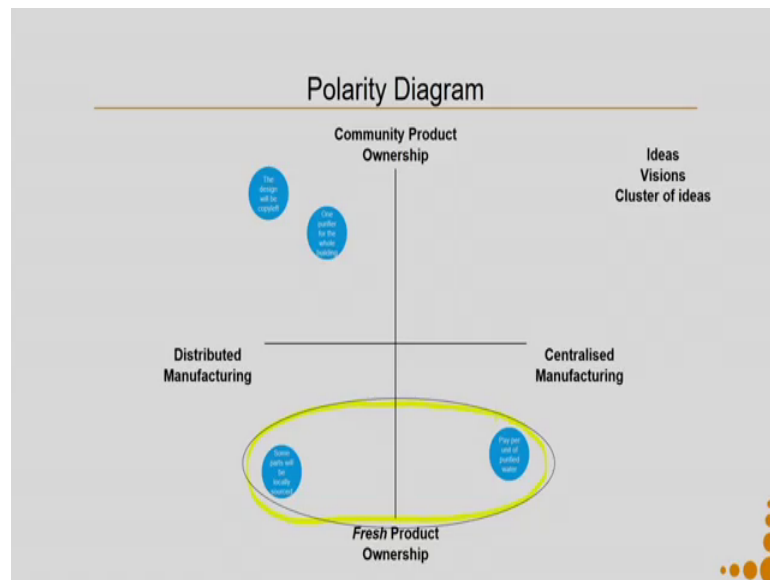 Polarity Diagram
Community Product
Ownership
Ideas
Visions
Cluster of ideas
The
design
will be
copyleft
One
purifier
for the
whole
building
Distributed
Manufacturing
Centralised
Manufacturing
Some
parts will
be
locally
sourced
Pay per
unit of
purified
water
Fresh Product
Ownership